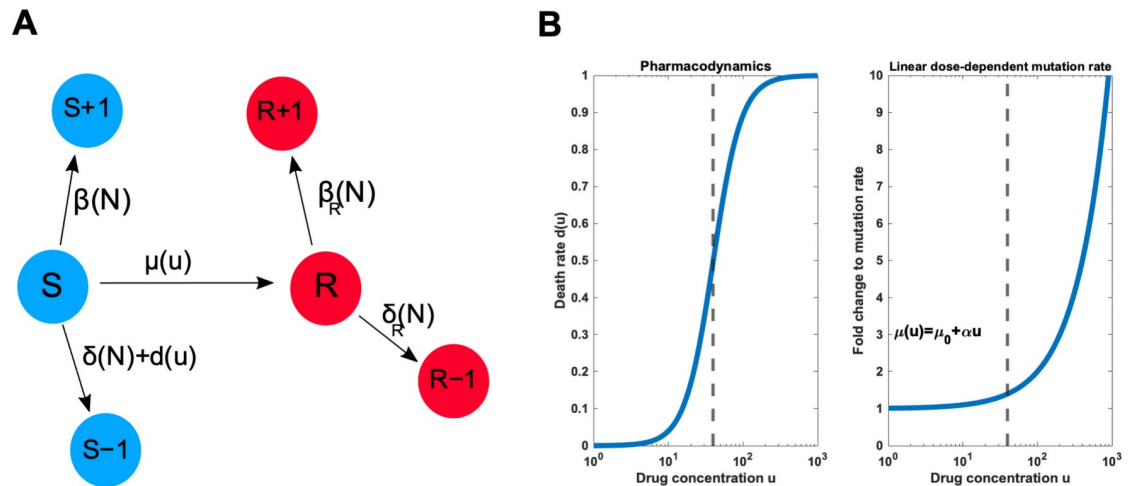 A
S+1
β(N)
S
μ(u)
δ(N)+d(u)
S−1
R+1
β_R(N)
R
δ_R(N)
R−1
B
Pharmacodynamics
Death rate d(u)
1
0.9
0.8
0.7
0.6
0.5
0.4
0.3
0.2
0.1
0
10⁰
10¹
10²
10³
Drug concentration u
Linear dose-dependent mutation rate
Fold change to mutation rate
10
9
8
7
6
5
4
3
2
1
0
μ(u)=μ₀+αu
10⁰
10¹
10²
10³
Drug concentration u